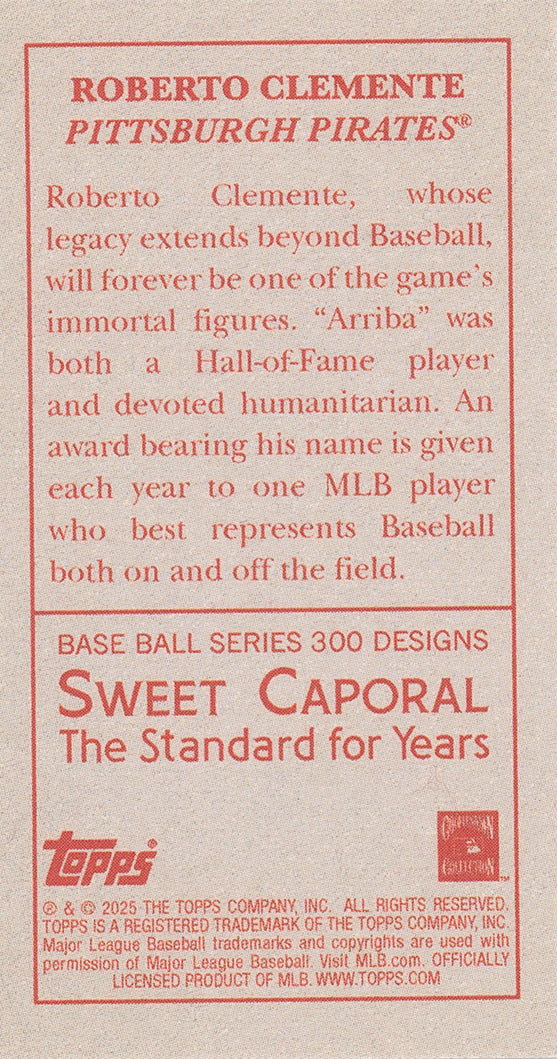 ROBERTO CLEMENTE
PITTSBURGH PIRATES®
Roberto Clemente, whose
legacy extends beyond Baseball,
will forever be one of the game's
immortal figures. “Arriba” was
both a Hall-of-Fame player
and devoted humanitarian. An
award bearing his name is given
each year to one MLB player
who best represents Baseball
both on and off the field.
BASE BALL SERIES 300 DESIGNS
SWEET CAPORAL
The Standard for Years
topps®
COOPERSTOWN
COLLECTION™
® & © 2025 THE TOPPS COMPANY, INC. ALL RIGHTS RESERVED.
TOPPS IS A REGISTERED TRADEMARK OF THE TOPPS COMPANY, INC.
Major League Baseball trademarks and copyrights are used with
permission of Major League Baseball. Visit MLB.com. OFFICIALLY
LICENSED PRODUCT OF MLB. WWW.TOPPS.COM